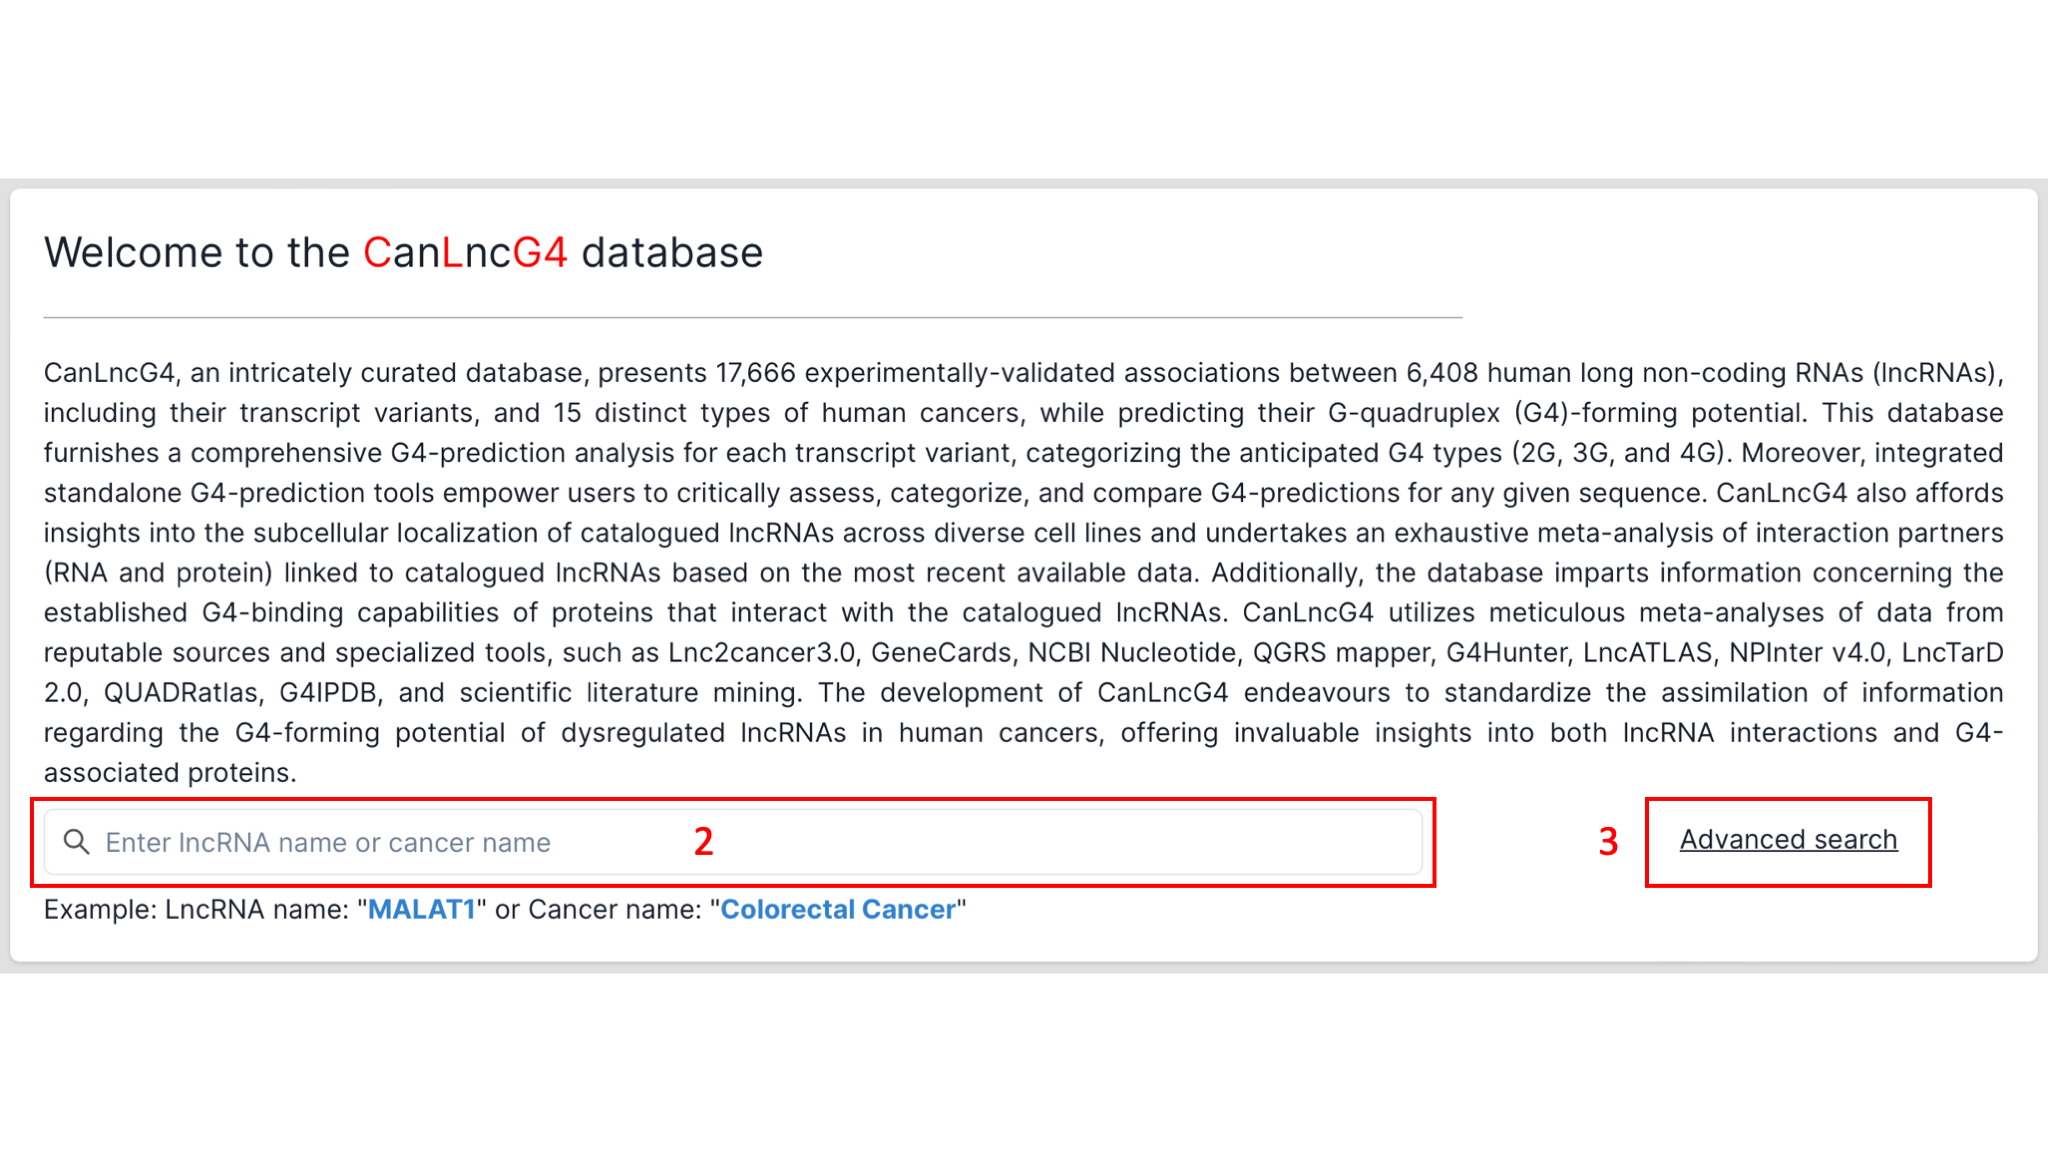 Welcome to the CanLncG4 database
CanLncG4, an intricately curated database, presents 17,666 experimentally-validated associations between 6,408 human long non-coding RNAs (lncRNAs),
including their transcript variants, and 15 distinct types of human cancers, while predicting their G-quadruplex (G4)-forming potential. This database
furnishes a comprehensive G4-prediction analysis for each transcript variant, categorizing the anticipated G4 types (2G, 3G, and 4G). Moreover, integrated
standalone G4-prediction tools empower users to critically assess, categorize, and compare G4-predictions for any given sequence. CanLncG4 also affords
insights into the subcellular localization of catalogued lncRNAs across diverse cell lines and undertakes an exhaustive meta-analysis of interaction partners
(RNA and protein) linked to catalogued lncRNAs based on the most recent available data. Additionally, the database imparts information concerning the
established G4-binding capabilities of proteins that interact with the catalogued lncRNAs. CanLncG4 utilizes meticulous meta-analyses of data from
reputable sources and specialized tools, such as Lnc2cancer3.0, GeneCards, NCBI Nucleotide, QGRS mapper, G4Hunter, LncATLAS, NPInter v4.0, LncTarD
2.0, QUADRatlas, G4IPDB, and scientific literature mining. The development of CanLncG4 endeavours to standardize the assimilation of information
regarding the G4-forming potential of dysregulated lncRNAs in human cancers, offering invaluable insights into both lncRNA interactions and G4-
associated proteins.
Enter lncRNA name or cancer name 2 3 Advanced search
Example: LncRNA name: "MALAT1" or Cancer name: "Colorectal Cancer"